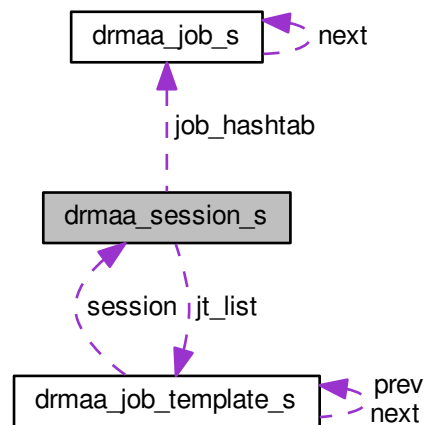 drmaa_job_s
next
job_hashtab
drmaa_session_s
session
jt_list
drmaa_job_template_s
prev
next